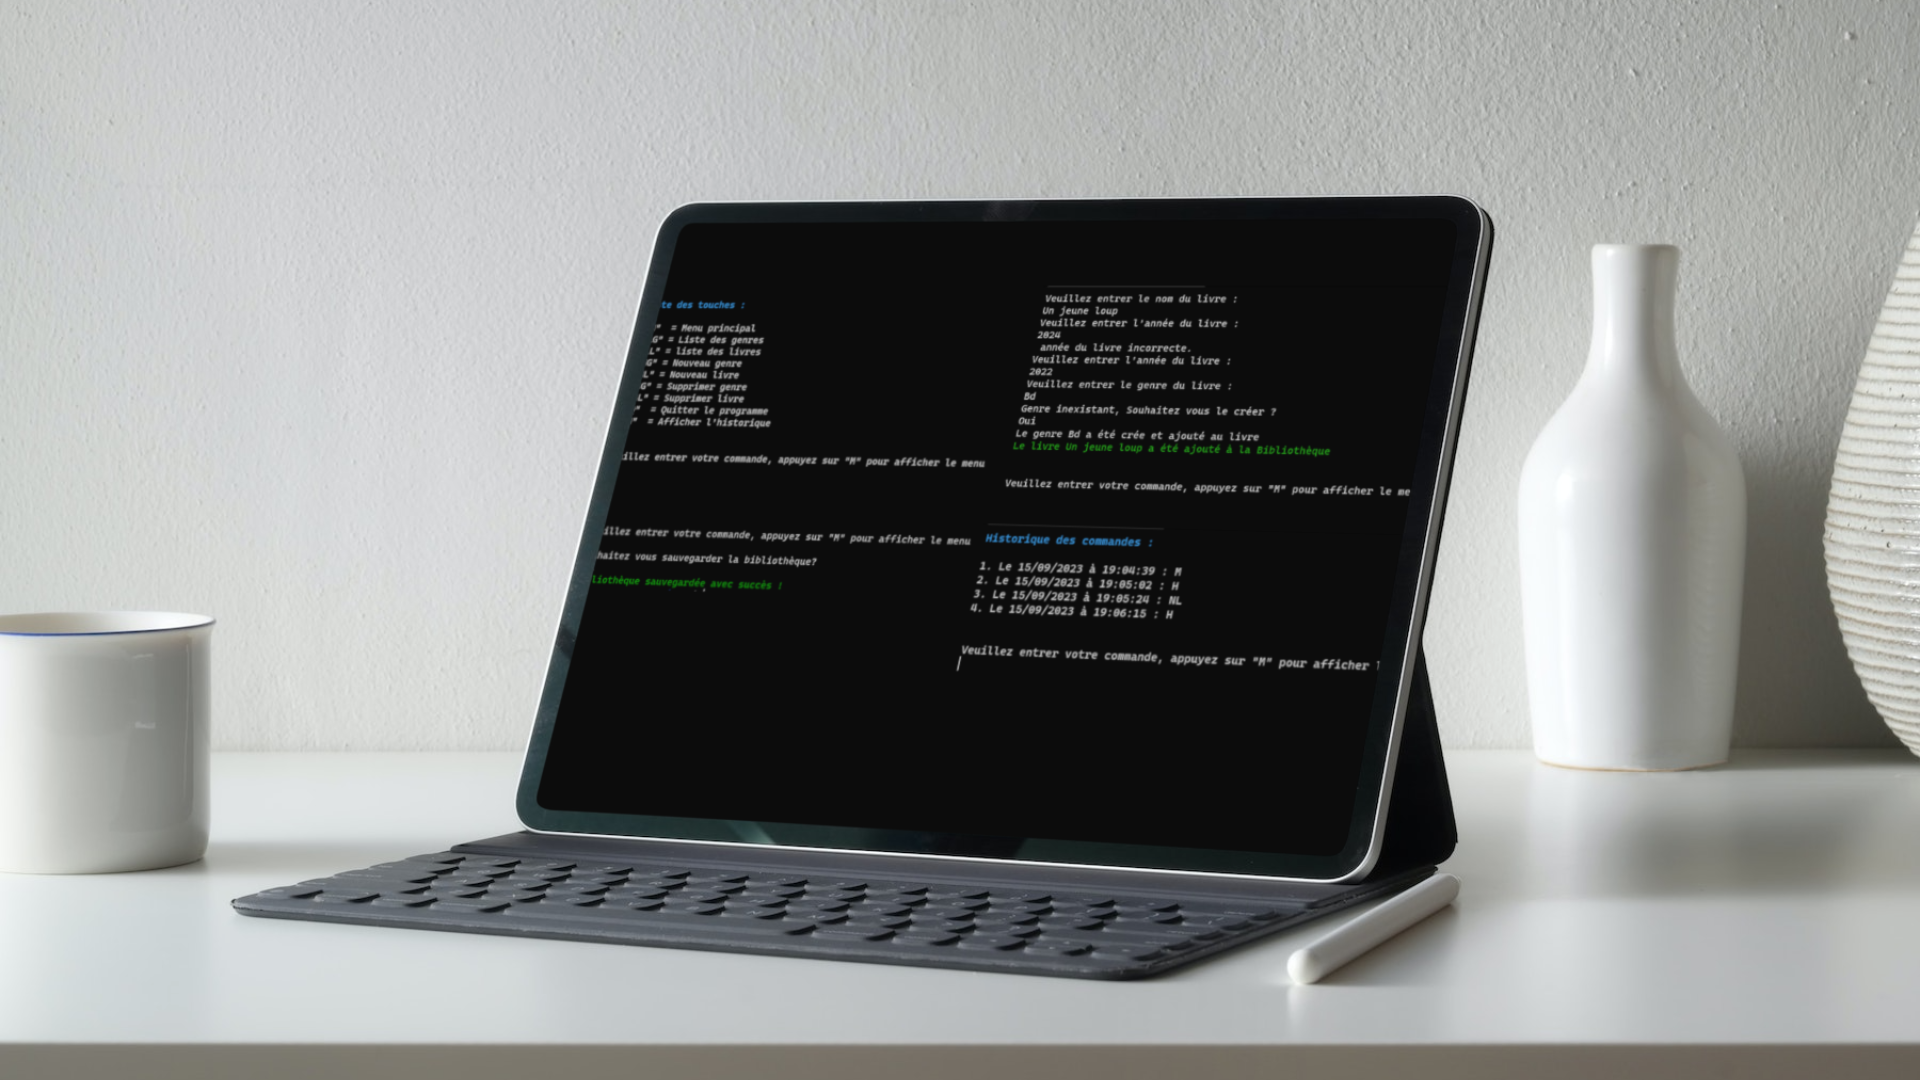 te des touches :
" = Menu principal
G" = Liste des genres
L" = liste des livres
G" = Nouveau genre
L" = Nouveau livre
G" = Supprimer genre
L" = Supprimer livre
" = Quitter le programme
" = Afficher l'historique
illez entrer votre commande, appuyez sur "M" pour afficher le menu
illez entrer votre commande, appuyez sur "M" pour afficher le menu
haitez vous sauvegarder la bibliothèque?
liothèque sauvegardée avec succès !
Veuillez entrer le nom du livre :
Un jeune loup
Veuillez entrer l'année du livre :
2024
année du livre incorrecte.
Veuillez entrer l'année du livre :
2022
Veuillez entrer le genre du livre :
Bd
Genre inexistant, Souhaitez vous le créer ?
Oui
Le genre Bd a été crée et ajouté au livre
Le livre Un jeune loup a été ajouté à la Bibliothèque
Veuillez entrer votre commande, appuyez sur "M" pour afficher le me
Historique des commandes :
1. Le 15/09/2023 à 19:04:39 : M
2. Le 15/09/2023 à 19:05:02 : H
3. Le 15/09/2023 à 19:05:24 : NL
4. Le 15/09/2023 à 19:06:15 : H
Veuillez entrer votre commande, appuyez sur "M" pour afficher l